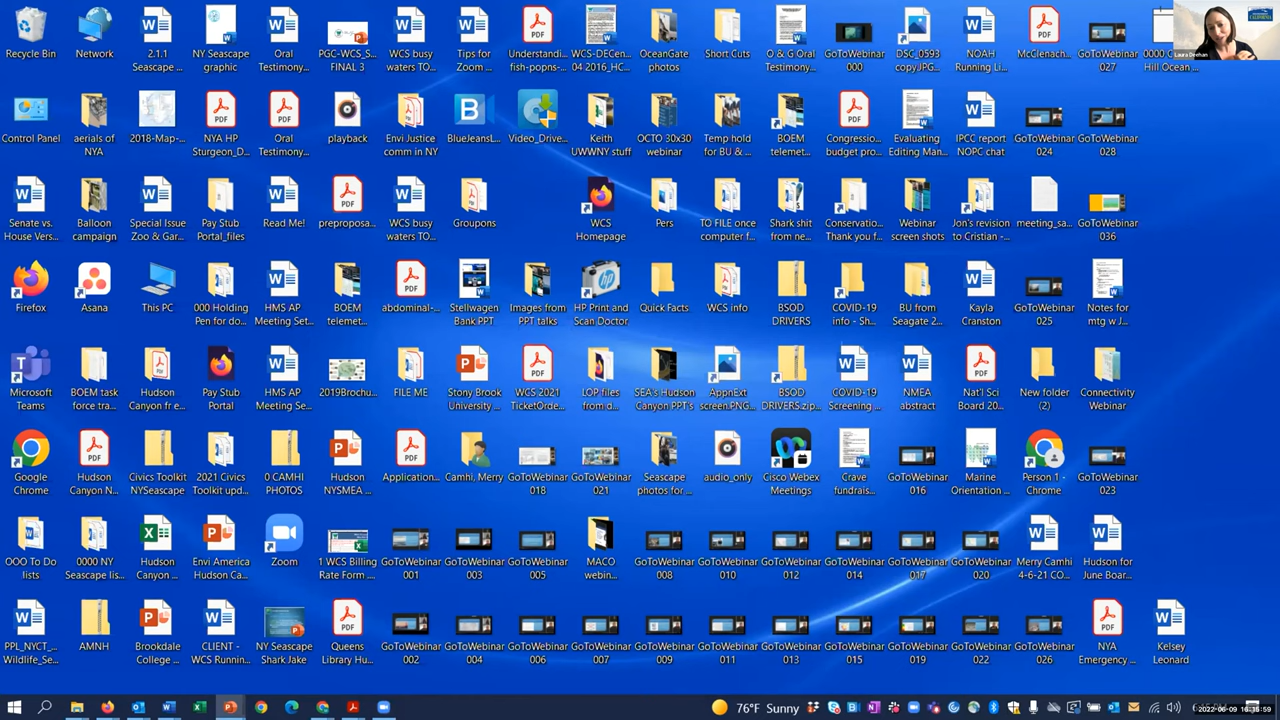 Recycle Bin
Network
2.1.1 Seascape ...
NY Seascape graphic
Oral Testimony...
PGC-WCS_S... FINAL 3
WCS busy waters TO...
Tips for Zoom ...
Understandi... ish-popns-...
WCS-DECen... 04 2016_HC...
OceanGate photos
Short Cuts
O & G Oral Testimony...
GoToWebinar 000
DSC_0593 copy.JPG...
NOAH Running Li...
McClenach...
GoToWebinar 027
0000 C Hill Ocean ...
Laura Deehan
Control Panel
aerials of NYA
2018-Map-...
NYA HP Sturgeon_D...
Oral Testimony...
playback
Envi Justice comm in NY
BlueJeansL...
Video_Drive...
Keith UWWNY stuff
OCTO 30x30 webinar
Temp hold for BU & ...
BOEM telemet...
Congressio... budget pro...
Evaluating Editing Man...
IPCC report NOPC chat
GoToWebinar 024
GoToWebinar 028
Senate vs. House Vers...
Balloon campaign
Special Issue Zoo & Gar...
Pay Stub Portal_files
Read Me!
preproposa...
WCS busy waters TO...
Groupons
WCS Homepage
Pers
TO FILE once computer f...
Shark shit from ne...
Conservatio... Thank you f...
Webinar screen shots
Jon's revision to Cristian -...
meeting_sa...
GoToWebinar 036
Firefox
Asana
This PC
000 Holding Pen for do...
HMS AP Meeting Set...
BOEM telemet...
abdominal-...
Stellwagen Bank PPT
Images from PPT talks
HP Print and Scan Doctor
Quick Facts
WCS info
BSOD DRIVERS
COVID-19 info - Sh...
BU from Seagate 2...
Kayla Cranston
GoToWebinar 025
Notes for mtg w J...
Microsoft Teams
BOEM task force tra...
Hudson Canyon fr e...
Pay Stub Portal
HMS AP Meeting Se...
2019Brochu...
FILE ME
Stony Brook University ...
WCS 2021 TicketOrde...
LOP files from d...
SEA's Hudson Canyon PPT's
AppnExt screen.PNG...
BSOD DRIVERS.zip...
COVID-19 Screening...
NMEA abstract
Nat'l Sci Board 20...
New folder (2)
Connectivity Webinar
Google Chrome
Hudson Canyon N...
Civics Toolkit NYSeascape
2021 Civics Toolkit upd...
0 CAMHI PHOTOS
Hudson NYSMEA ...
Application...
Camhi, Merry
GoToWebinar 018
GoToWebinar 021
Seascape photos for ...
audio_only
Cisco Webex Meetings
Crave fundrais...
GoToWebinar 016
Marine Orientation ...
Person 1 - Chrome
GoToWebinar 023
OOO To Do lists
0000 NY Seascape lis...
Hudson Canyon ...
Envi America Hudson Ca...
Zoom
1 WCS Billing Rate Form ...
GoToWebinar 001
GoToWebinar 003
GoToWebinar 005
MACO webin...
GoToWebinar 008
GoToWebinar 010
GoToWebinar 012
GoToWebinar 014
GoToWebinar 017
GoToWebinar 020
Merry Camhi 4-6-21 CO...
Hudson for June Boar...
PPL_NYCT_... Wildlife_Se...
AMNH
Brookdale College ...
CLIENT - WCS Runnin...
NY Seascape Shark Jake
Queens Library Hu...
GoToWebinar 002
GoToWebinar 004
GoToWebinar 006
GoToWebinar 007
GoToWebinar 009
GoToWebinar 011
GoToWebinar 013
GoToWebinar 015
GoToWebinar 019
GoToWebinar 022
GoToWebinar 026
NYA Emergency ...
Kelsey Leonard
76°F Sunny
2022-06-09 16:16:59